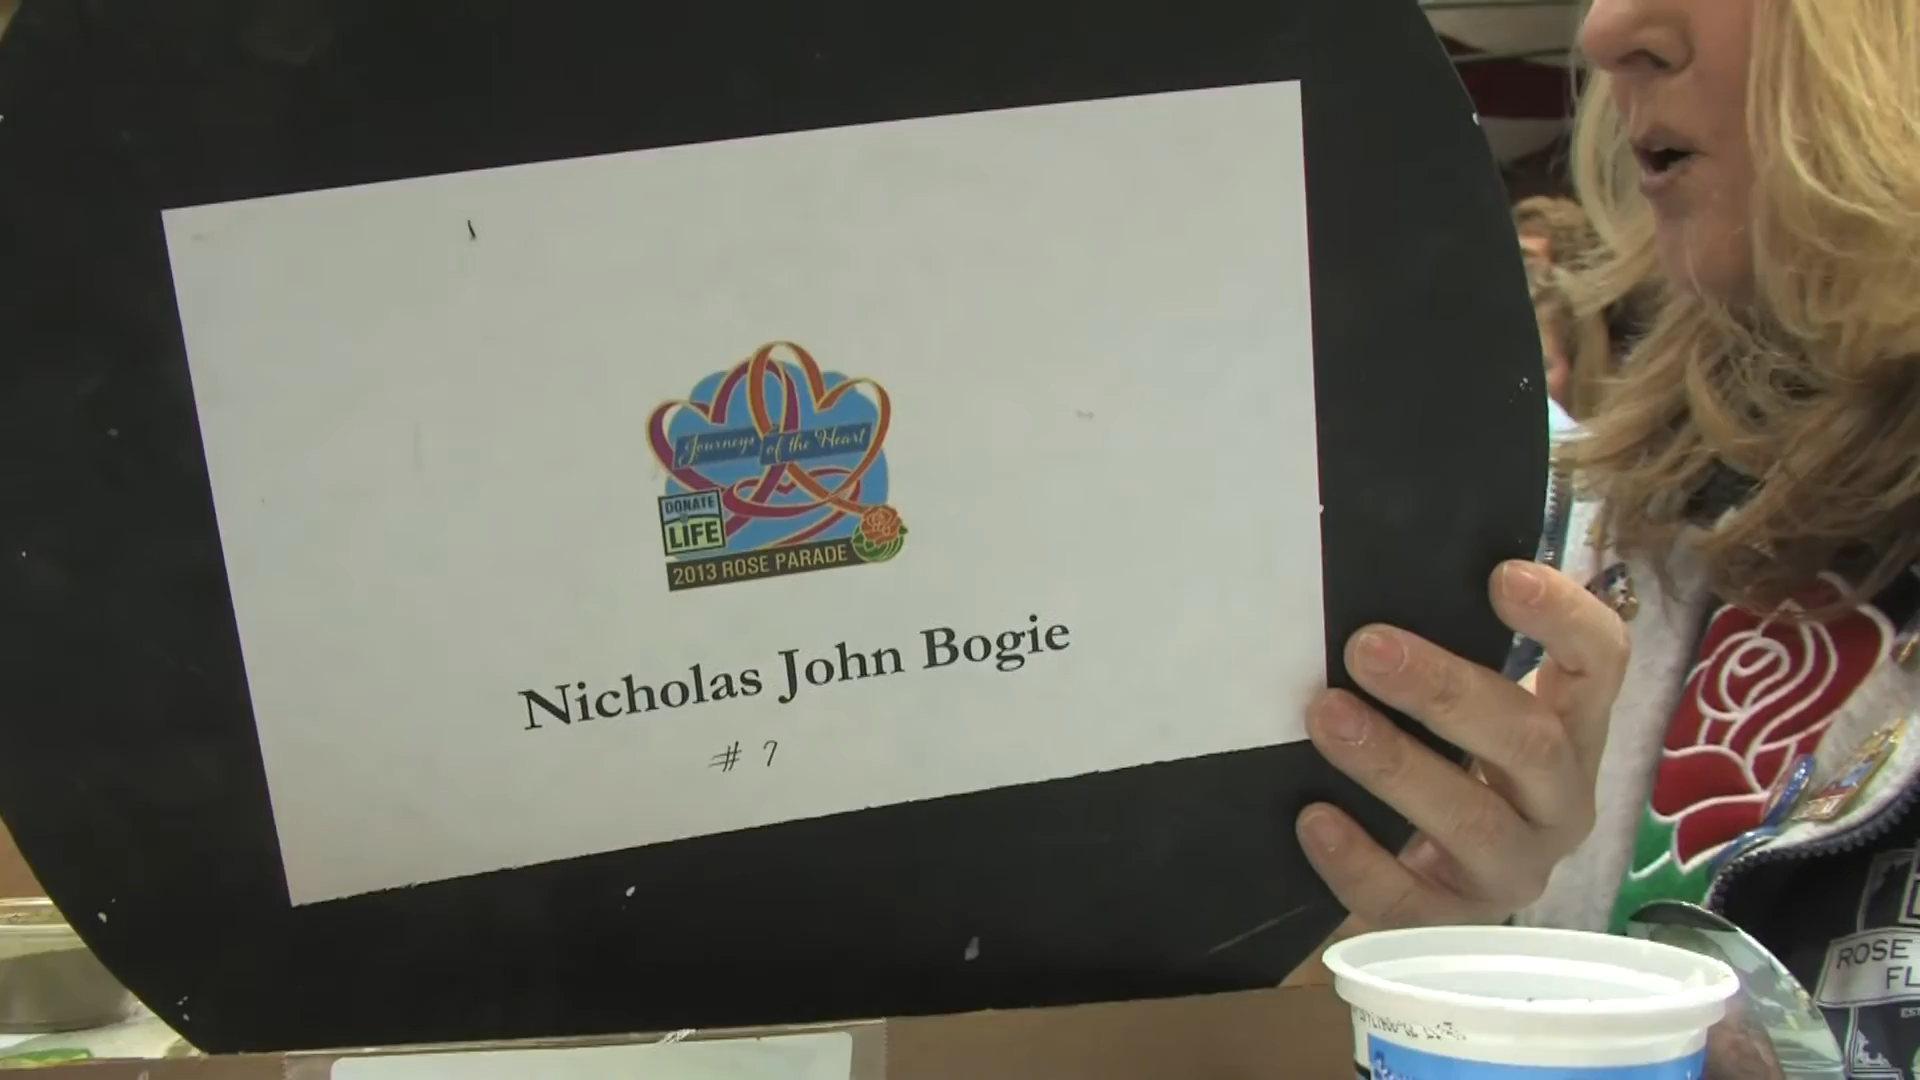 Journeys of the Heart
DONATE
LIFE
2013 ROSE PARADE
Nicholas John Bogie
# 7
ROSE
FL